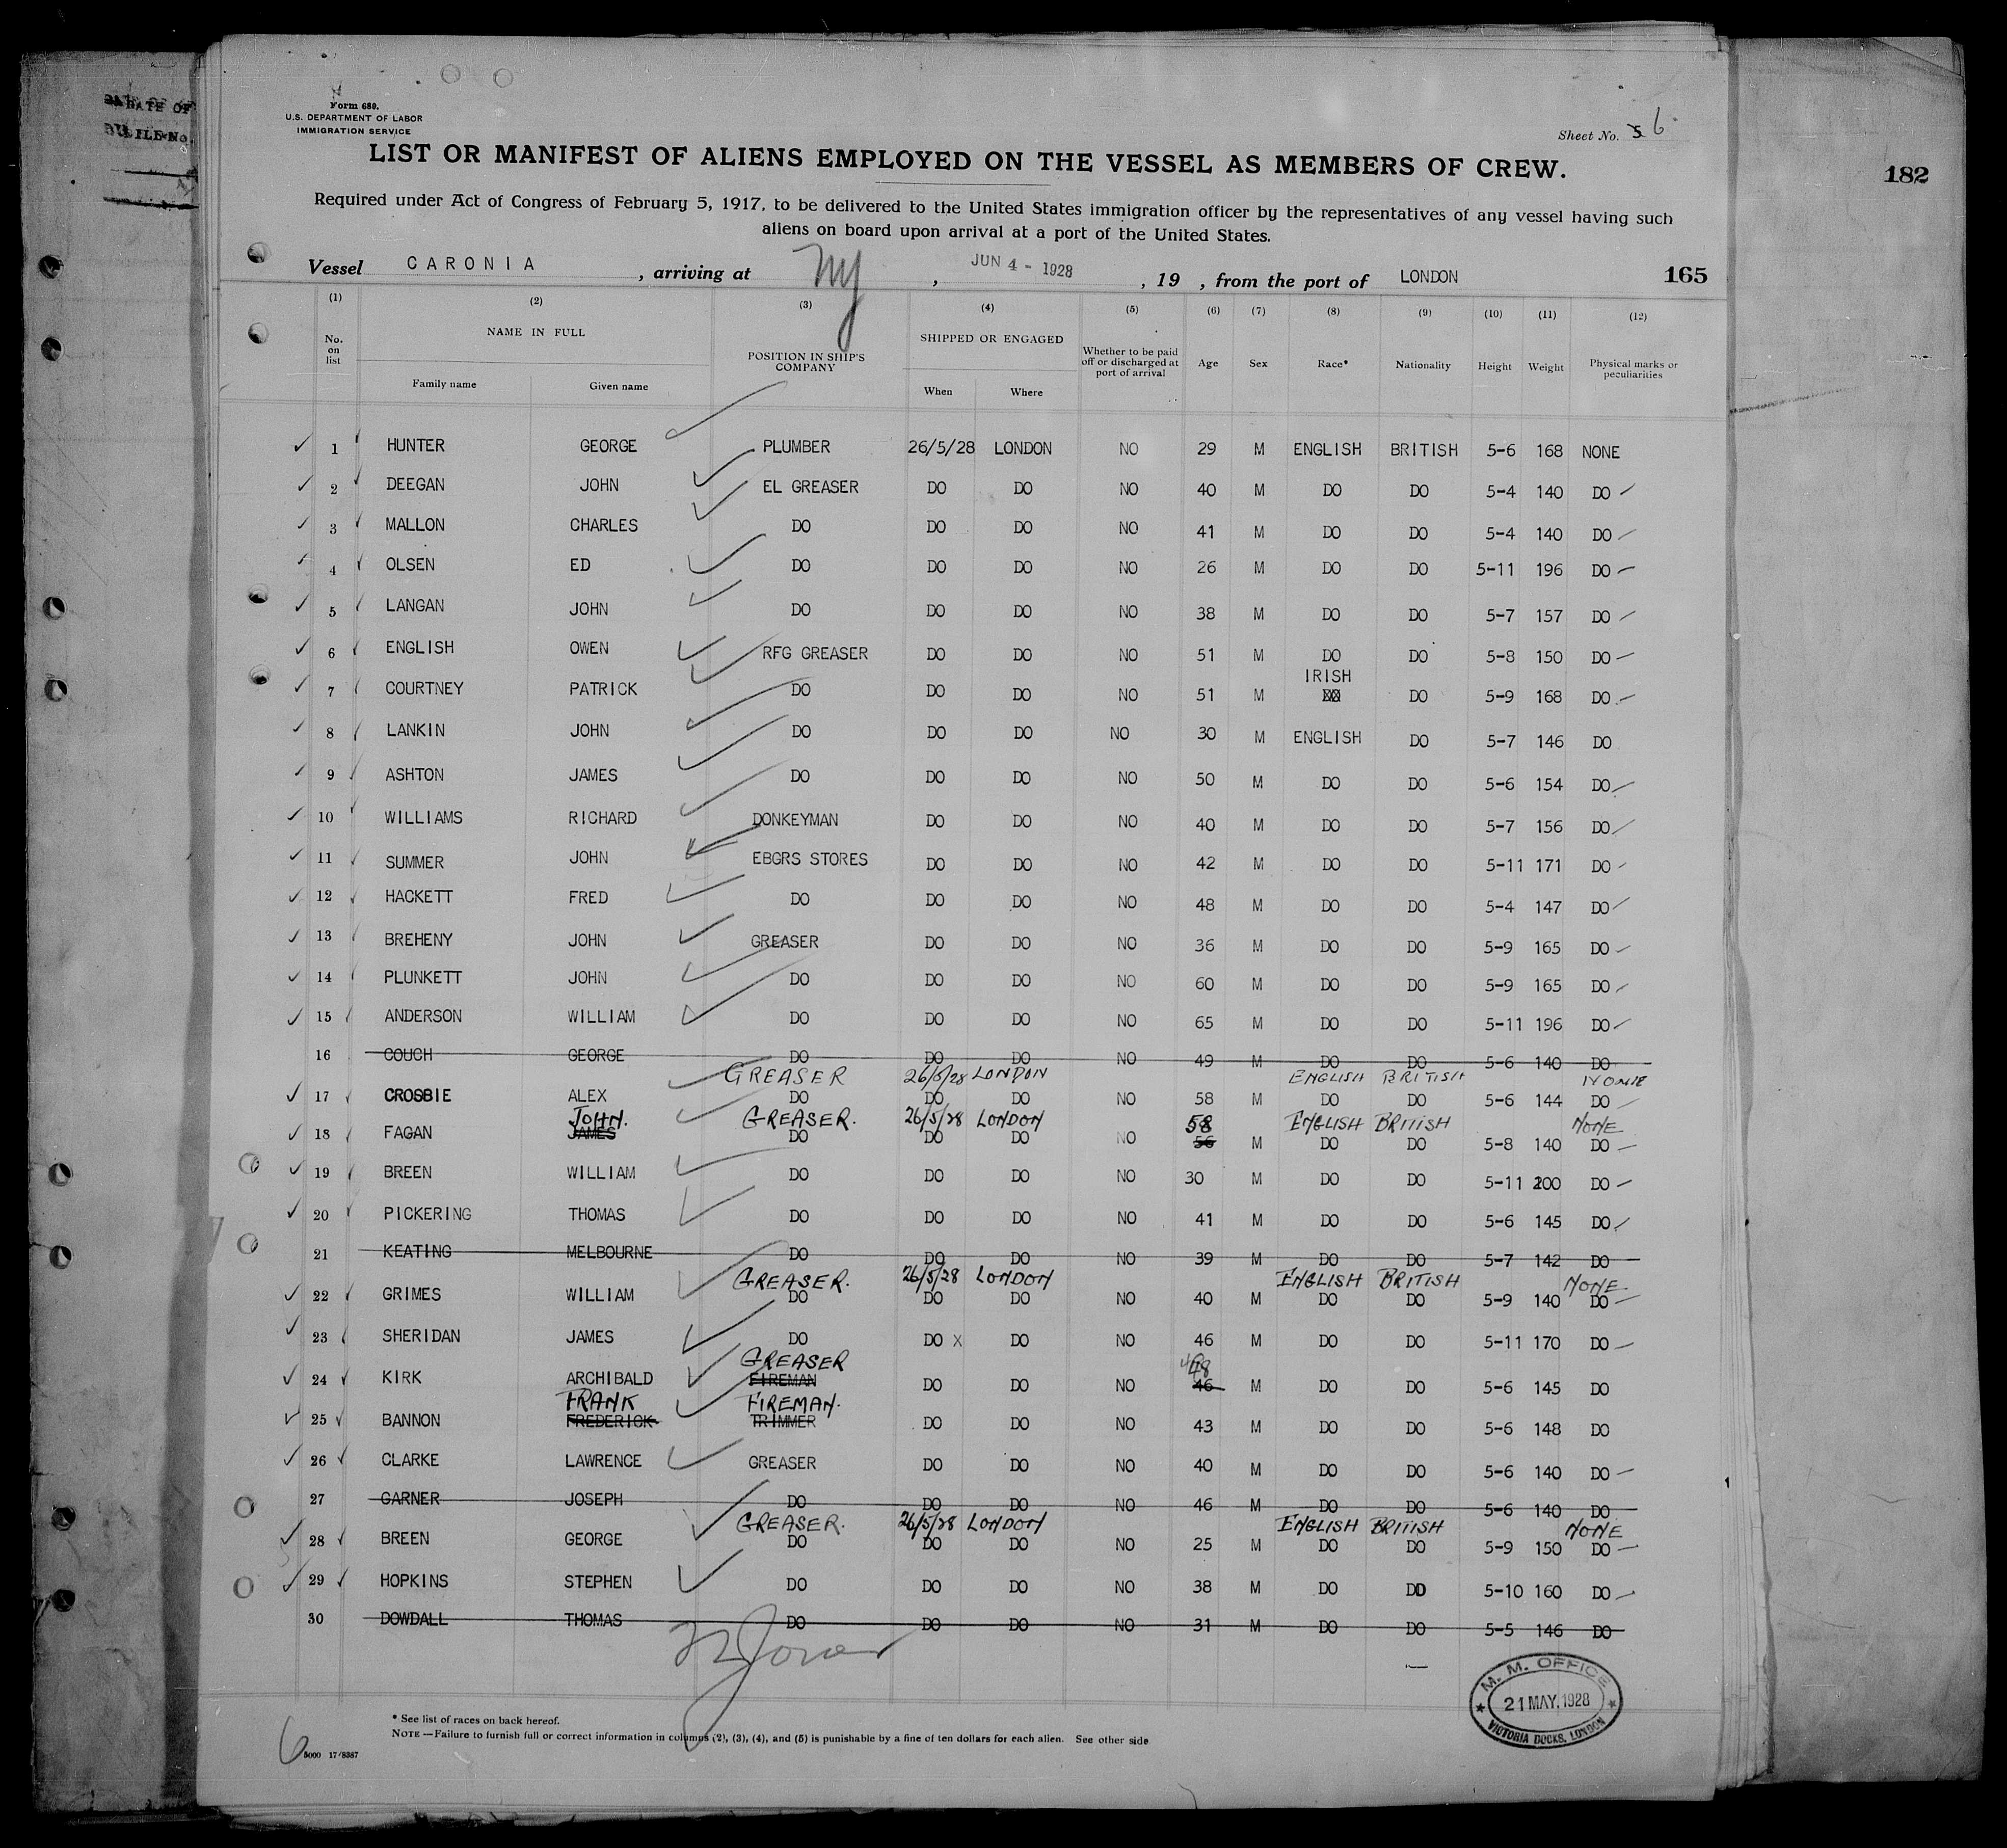 Form 680.
U.S. DEPARTMENT OF LABOR
IMMIGRATION SERVICE
Sheet No. 5 6
LIST OR MANIFEST OF ALIENS EMPLOYED ON THE VESSEL AS MEMBERS OF CREW.
182
Required under Act of Congress of February 5, 1917, to be delivered to the United States immigration officer by the representatives of any vessel having such
aliens on board upon arrival at a port of the United States.
Vessel CARONIA, arriving at NY, JUN 4 - 1928, 19 , from the port of LONDON 165
(1) (2) (3) (4) (5) (6) (7) (8) (9) (10) (11) (12)
No. on list NAME IN FULL Family name Given name POSITION IN SHIP'S COMPANY SHIPPED OR ENGAGED When Where Whether to be paid off or discharged at port of arrival Age Sex Race* Nationality Height Weight Physical marks or peculiarities
1 HUNTER GEORGE PLUMBER 26/5/28 LONDON NO 29 M ENGLISH BRITISH 5-6 168 NONE
2 DEEGAN JOHN EL GREASER DO DO NO 40 M DO DO 5-4 140 DO
3 MALLON CHARLES DO DO DO NO 41 M DO DO 5-4 140 DO
4 OLSEN ED DO DO DO NO 26 M DO DO 5-11 196 DO
5 LANGAN JOHN DO DO DO NO 38 M DO DO 5-7 157 DO
6 ENGLISH OWEN RFG GREASER DO DO NO 51 M DO DO 5-8 150 DO
IRISH
7 COURTNEY PATRICK DO DO DO NO 51 M DO DO 5-9 168 DO
8 LANKIN JOHN DO DO DO NO 30 M ENGLISH DO 5-7 146 DO
9 ASHTON JAMES DO DO DO NO 50 M DO DO 5-6 154 DO
10 WILLIAMS RICHARD DONKEYMAN DO DO NO 40 M DO DO 5-7 156 DO
11 SUMMER JOHN EBGRS STORES DO DO NO 42 M DO DO 5-11 171 DO
12 HACKETT FRED DO DO DO NO 48 M DO DO 5-4 147 DO
13 BREHENY JOHN GREASER DO DO NO 36 M DO DO 5-9 165 DO
14 PLUNKETT JOHN DO DO DO NO 60 M DO DO 5-9 165 DO
15 ANDERSON WILLIAM DO DO DO NO 65 M DO DO 5-11 196 DO
16 COUCH GEORGE DO DO DO NO 49 M DO DO 5-6 140 DO
GREASER 26/5/28 LONDON ENGLISH BRITISH NONE
17 CROSBIE ALEX DO DO DO NO 58 M DO DO 5-6 144 DO
JOHN. GREASER. 26/5/28 LONDON 58 ENGLISH BRITISH NONE
18 FAGAN JAMES DO DO DO NO 56 M DO DO 5-8 140 DO
19 BREEN WILLIAM DO DO DO NO 30 M DO DO 5-11 200 DO
20 PICKERING THOMAS DO DO DO NO 41 M DO DO 5-6 145 DO
21 KEATING MELBOURNE DO DO DO NO 39 M DO DO 5-7 142 DO
GREASER. 26/5/28 LONDON ENGLISH BRITISH NONE
22 GRIMES WILLIAM DO DO DO NO 40 M DO DO 5-9 140 DO
23 SHERIDAN JAMES DO DO X DO NO 46 M DO DO 5-11 170 DO
GREASER 48
24 KIRK ARCHIBALD FIREMAN DO DO NO 46 M DO DO 5-6 145 DO
FRANK FIREMAN.
25 BANNON FREDERICK TRIMMER DO DO NO 43 M DO DO 5-6 148 DO
26 CLARKE LAWRENCE GREASER DO DO NO 40 M DO DO 5-6 140 DO
27 GARNER JOSEPH DO DO DO NO 46 M DO DO 5-6 140 DO
GREASER. 26/5/28 LONDON ENGLISH BRITISH NONE
28 BREEN GEORGE DO DO DO NO 25 M DO DO 5-9 150 DO
29 HOPKINS STEPHEN DO DO DO NO 38 M DO DO 5-10 160 DO
30 DOWDALL THOMAS DO DO DO NO 31 M DO DO 5-5 146 DO
M. M. OFFICE
21 MAY, 1928
VICTORIA DOCKS, LONDON
* See list of races on back hereof.
NOTE—Failure to furnish full or correct information in columns (2), (3), (4), and (5) is punishable by a fine of ten dollars for each alien. See other side
6
5000 17/8387